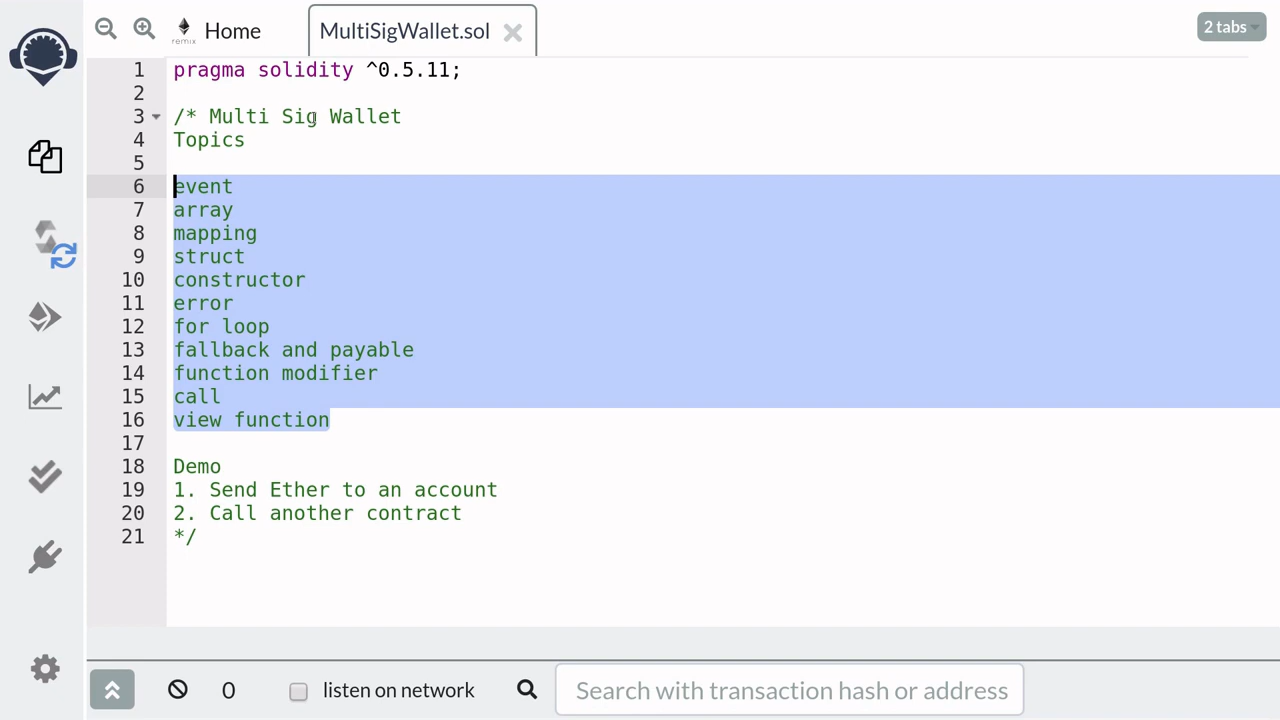 remix
Home
MultiSigWallet.sol
2 tabs
1 pragma solidity ^0.5.11;
2
3 /* Multi Sig Wallet
4 Topics
5
6 event
7 array
8 mapping
9 struct
10 constructor
11 error
12 for loop
13 fallback and payable
14 function modifier
15 call
16 view function
17
18 Demo
19 1. Send Ether to an account
20 2. Call another contract
21 */
0
listen on network
Search with transaction hash or address